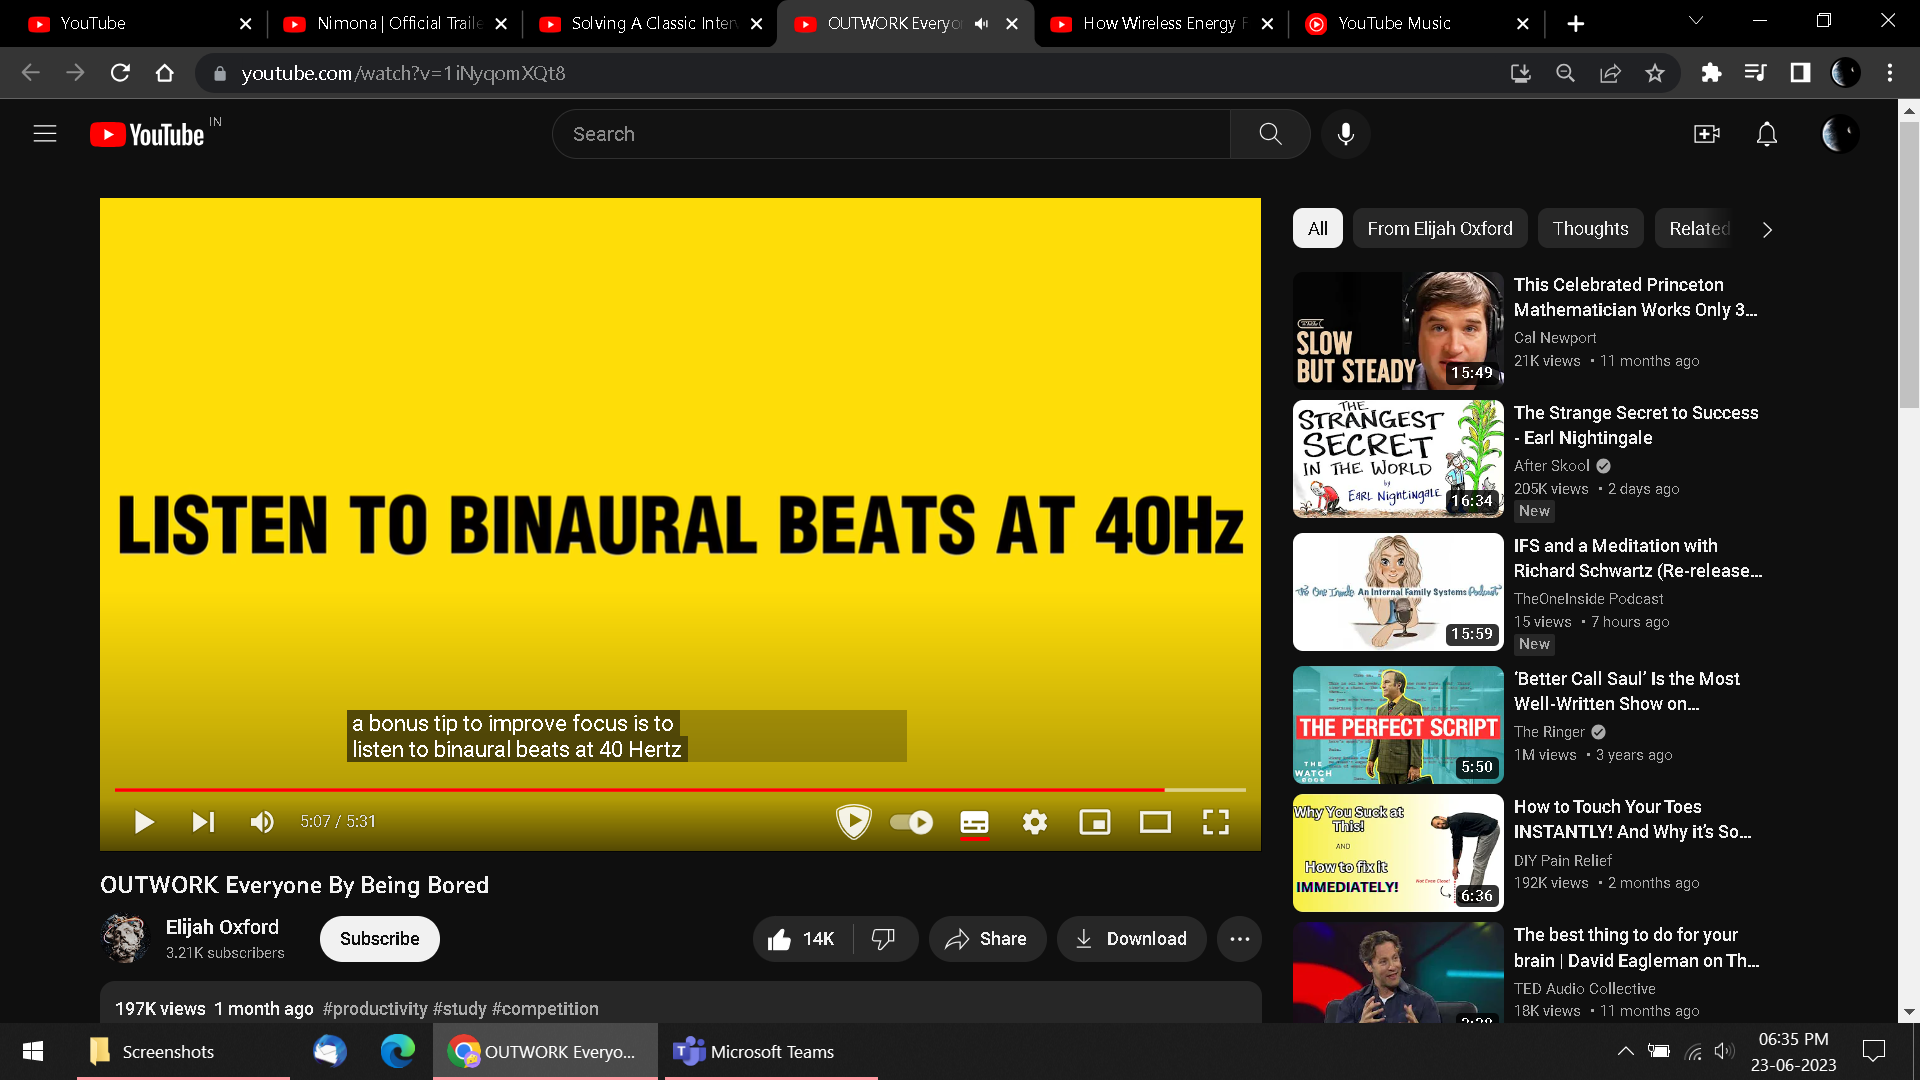 YouTube
Nimona | Official Traile
Solving A Classic Inter
OUTWORK Everyo
How Wireless Energy F
YouTube Music
youtube.com/watch?v=1iNyqomXQt8
YouTube IN
Search
LISTEN TO BINAURAL BEATS AT 40Hz
a bonus tip to improve focus is to
listen to binaural beats at 40 Hertz
5:07 / 5:31
OUTWORK Everyone By Being Bored
Elijah Oxford
3.21K subscribers
Subscribe
14K
Share
Download
197K views 1 month ago #productivity #study #competition
All
From Elijah Oxford
Thoughts
Related
SLOW
BUT STEADY
15:49
This Celebrated Princeton
Mathematician Works Only 3...
Cal Newport
21K views • 11 months ago
THE
STRANGEST
SECRET
IN THE WORLD
by
EARL NIGHTINGALE
16:34
The Strange Secret to Success
- Earl Nightingale
After Skool
205K views • 2 days ago
New
The One Inside An Internal Family Systems Podcast
15:59
IFS and a Meditation with
Richard Schwartz (Re-release...
TheOneInside Podcast
15 views • 7 hours ago
New
THE PERFECT SCRIPT
THE
WATCH
5:50
‘Better Call Saul’ Is the Most
Well-Written Show on...
The Ringer
1M views • 3 years ago
Why You Suck at
This!
AND
How to fix it
IMMEDIATELY!
Not Even Close!
6:36
How to Touch Your Toes
INSTANTLY! And Why it's So...
DIY Pain Relief
192K views • 2 months ago
The best thing to do for your
brain | David Eagleman on Th...
TED Audio Collective
18K views • 11 months ago
Screenshots
OUTWORK Everyo...
Microsoft Teams
06:35 PM
23-06-2023